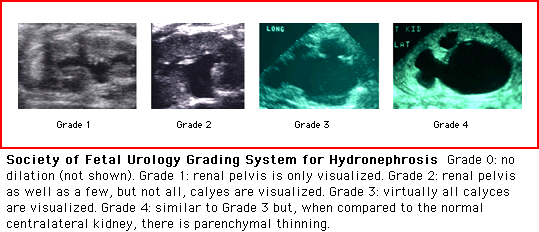 LONG
T KID
LAT
Grade 1
Grade 2
Grade 3
Grade 4
Society of Fetal Urology Grading System for Hydronephrosis Grade 0: no
dilation (not shown). Grade 1: renal pelvis is only visualized. Grade 2: renal pelvis
as well as a few, but not all, calyes are visualized. Grade 3: virtually all calyces
are visualized. Grade 4: similar to Grade 3 but, when compared to the normal
centralateral kidney, there is parenchymal thinning.